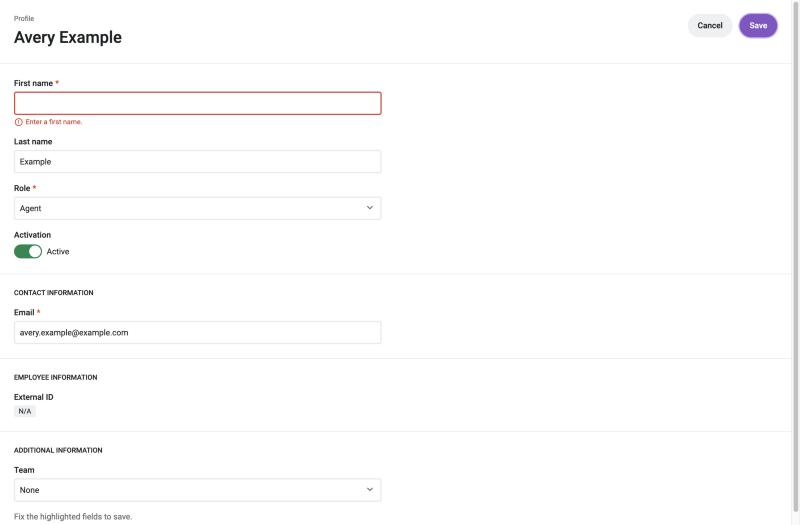 Profile
Avery Example
Cancel
Save
First name *
Enter a first name.
Last name
Example
Role *
Agent
Activation
Active
CONTACT INFORMATION
Email *
avery.example@example.com
EMPLOYEE INFORMATION
External ID
N/A
ADDITIONAL INFORMATION
Team
None
Fix the highlighted fields to save.